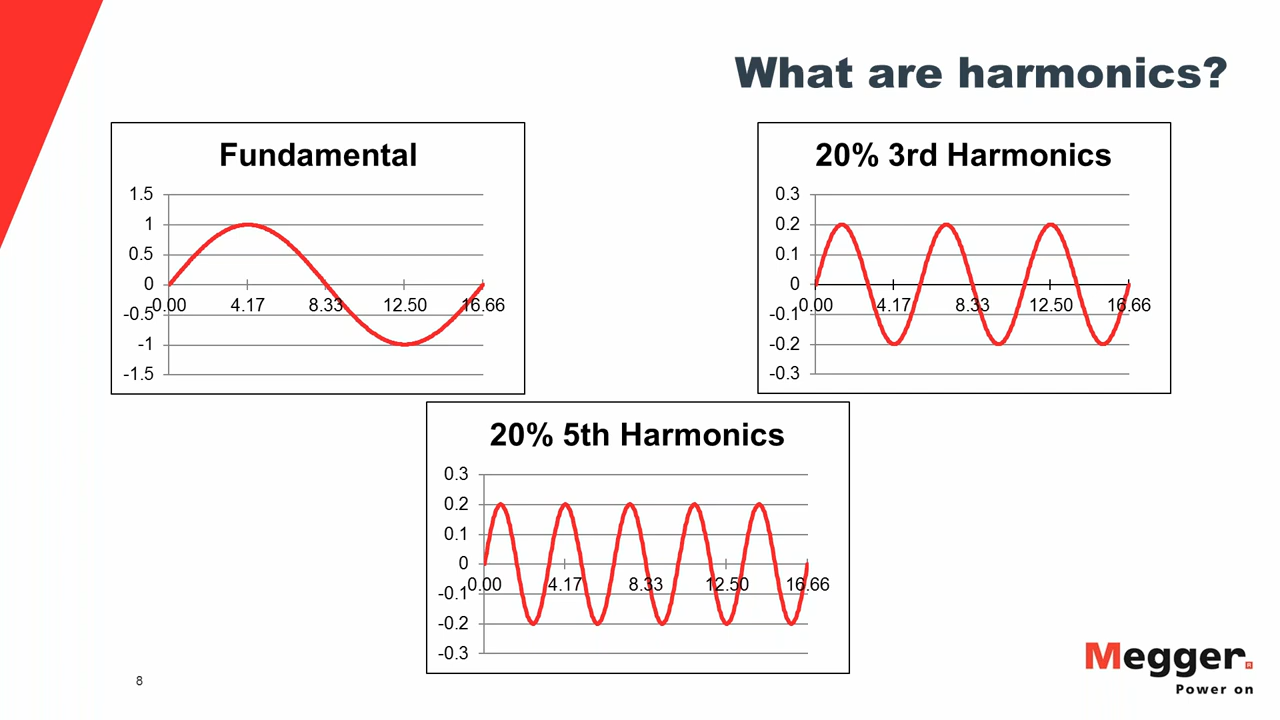 What are harmonics?
Fundamental
1.5
1
0.5
0
-0.5
-1
-1.5
0.00 4.17 8.33 12.50 16.66
20% 3rd Harmonics
0.3
0.2
0.1
0
-0.1
-0.2
-0.3
0.00 4.17 8.33 12.50 16.66
20% 5th Harmonics
0.3
0.2
0.1
0
-0.1
-0.2
-0.3
0.00 4.17 8.33 12.50 16.66
8
Megger®
Power on